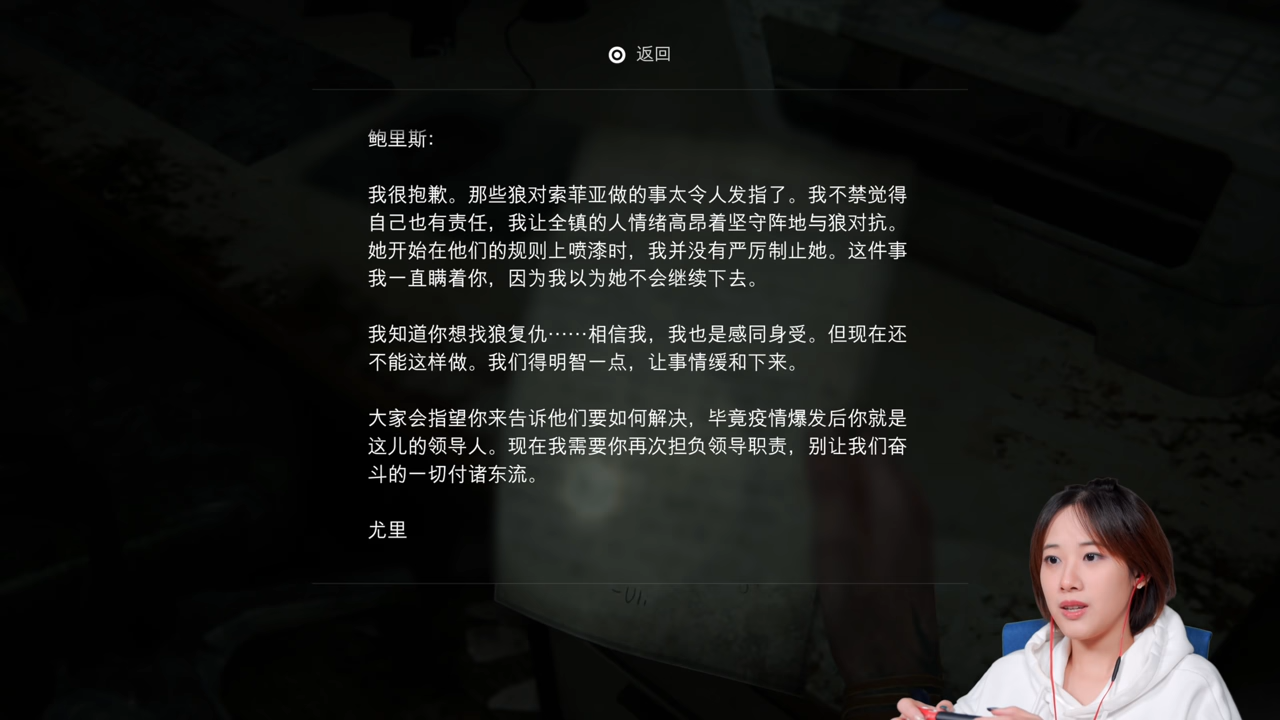 返回
鲍里斯：
我很抱歉。那些狼对索菲亚做的事太令人发指了。我不禁觉得
自己也有责任，我让全镇的人情绪高昂着坚守阵地与狼对抗。
她开始在他们的规则上喷漆时，我并没有严厉制止她。这件事
我一直瞒着你，因为我以为她不会继续下去。
我知道你想找狼复仇……相信我，我也是感同身受。但现在还
不能这样做。我们得明智一点，让事情缓和下来。
大家会指望你来告诉他们要如何解决，毕竟疫情爆发后你就是
这儿的领导人。现在我需要你再次担负领导职责，别让我们奋
斗的一切付诸东流。
尤里